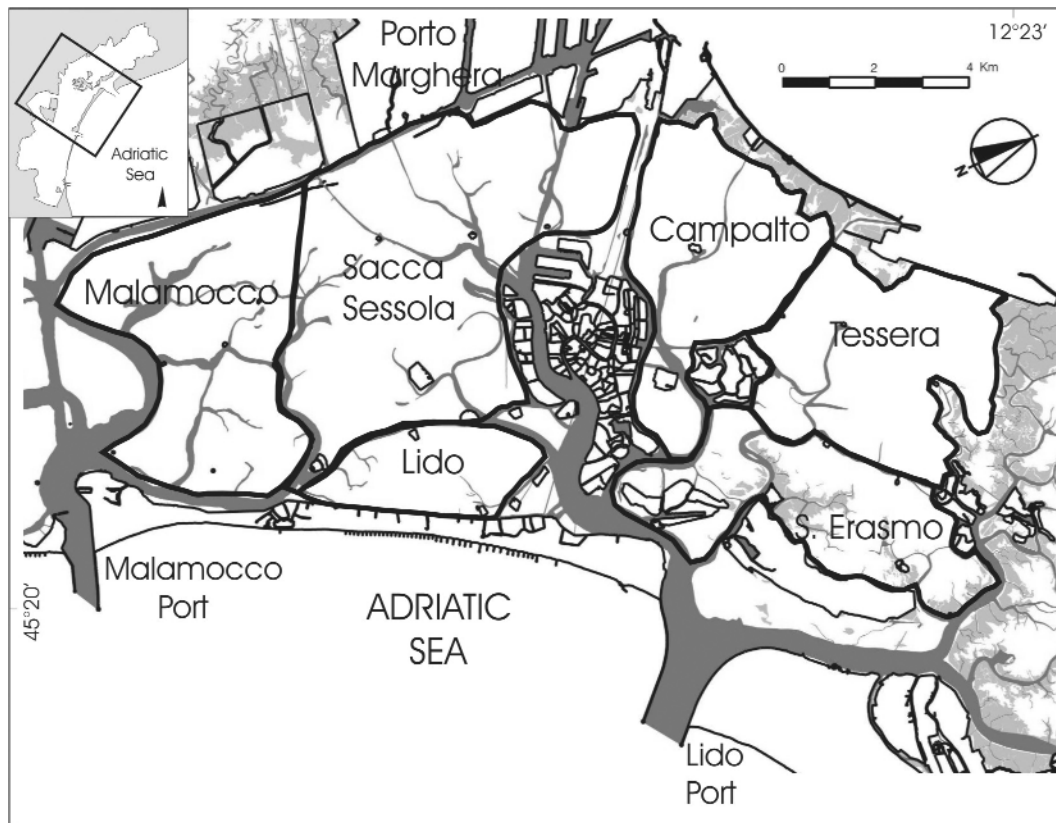 Porto
Marghera
12°23'
0 2 4 Km
Adriatic
Sea
N
Campalto
Sacca
Sessola
Malamocco
Tessera
Lido
S. Erasmo
Malamocco
Port
ADRIATIC
SEA
45°20'
Lido
Port